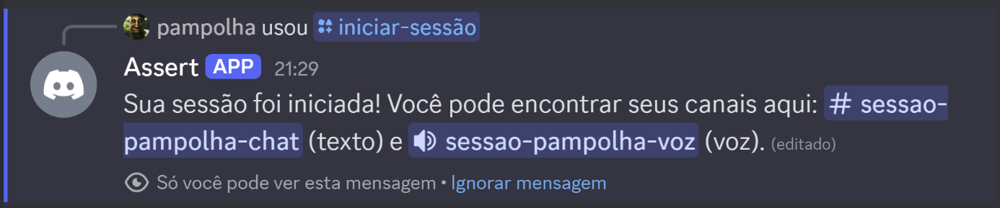 pampolha usou iniciar-sessão
Assert APP 21:29
Sua sessão foi iniciada! Você pode encontrar seus canais aqui: # sessao-
pampolha-chat (texto) e sessao-pampolha-voz (voz). (editado)
Só você pode ver esta mensagem • Ignorar mensagem